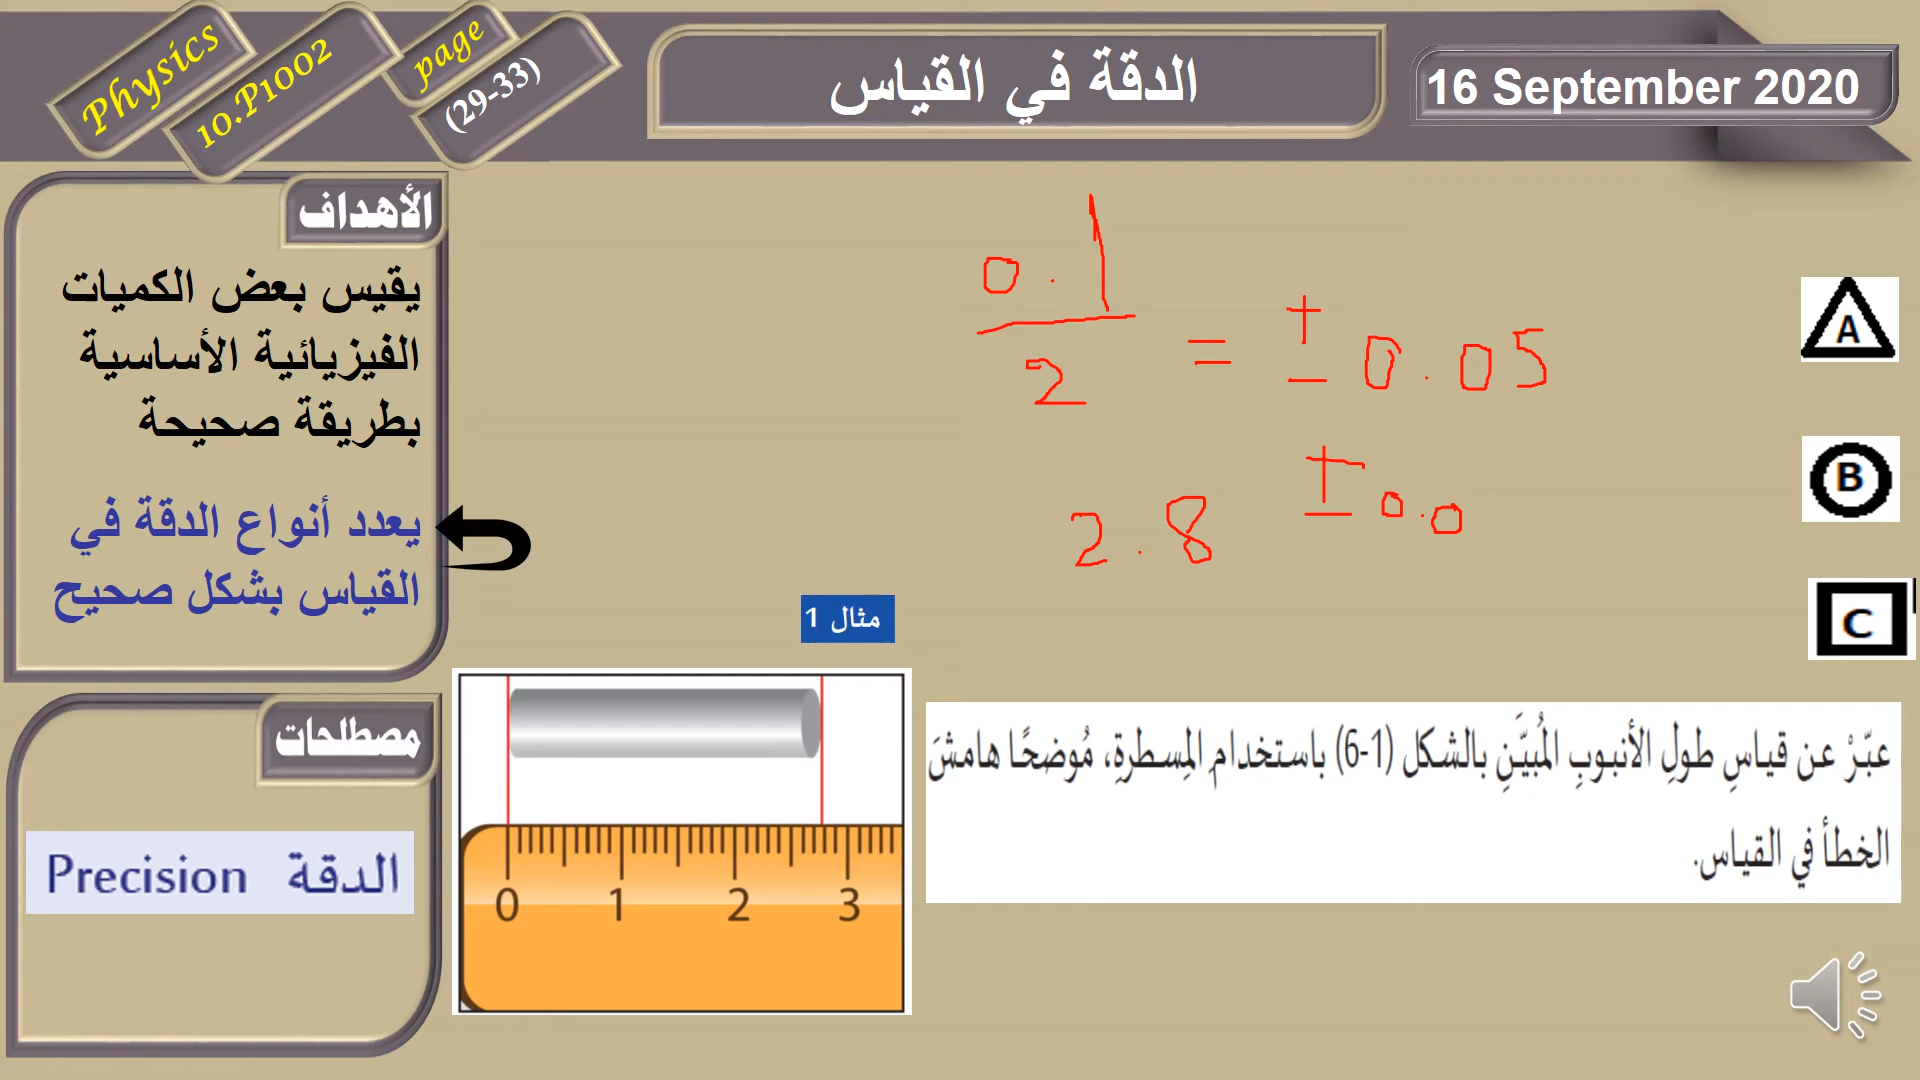 Physics
10.P1002
page
(29-33)
الدقة في القياس
16 September 2020
الأهداف
يقيس بعض الكميات
الفيزيائية الأساسية
بطريقة صحيحة
يعدد أنواع الدقة في
القياس بشكل صحيح
مصطلحات
Precision الدقة
0.1
2
= ± 0.05
2.8 ± 0.0
A
B
C
مثال 1
0 1 2 3
عبّرْ عن قياسِ طولِ الأنبوبِ المُبيَّنِ بالشكل (1-6) باستخدامِ المِسطرةِ، مُوضحًا هامشَ
الخطأ في القياس.